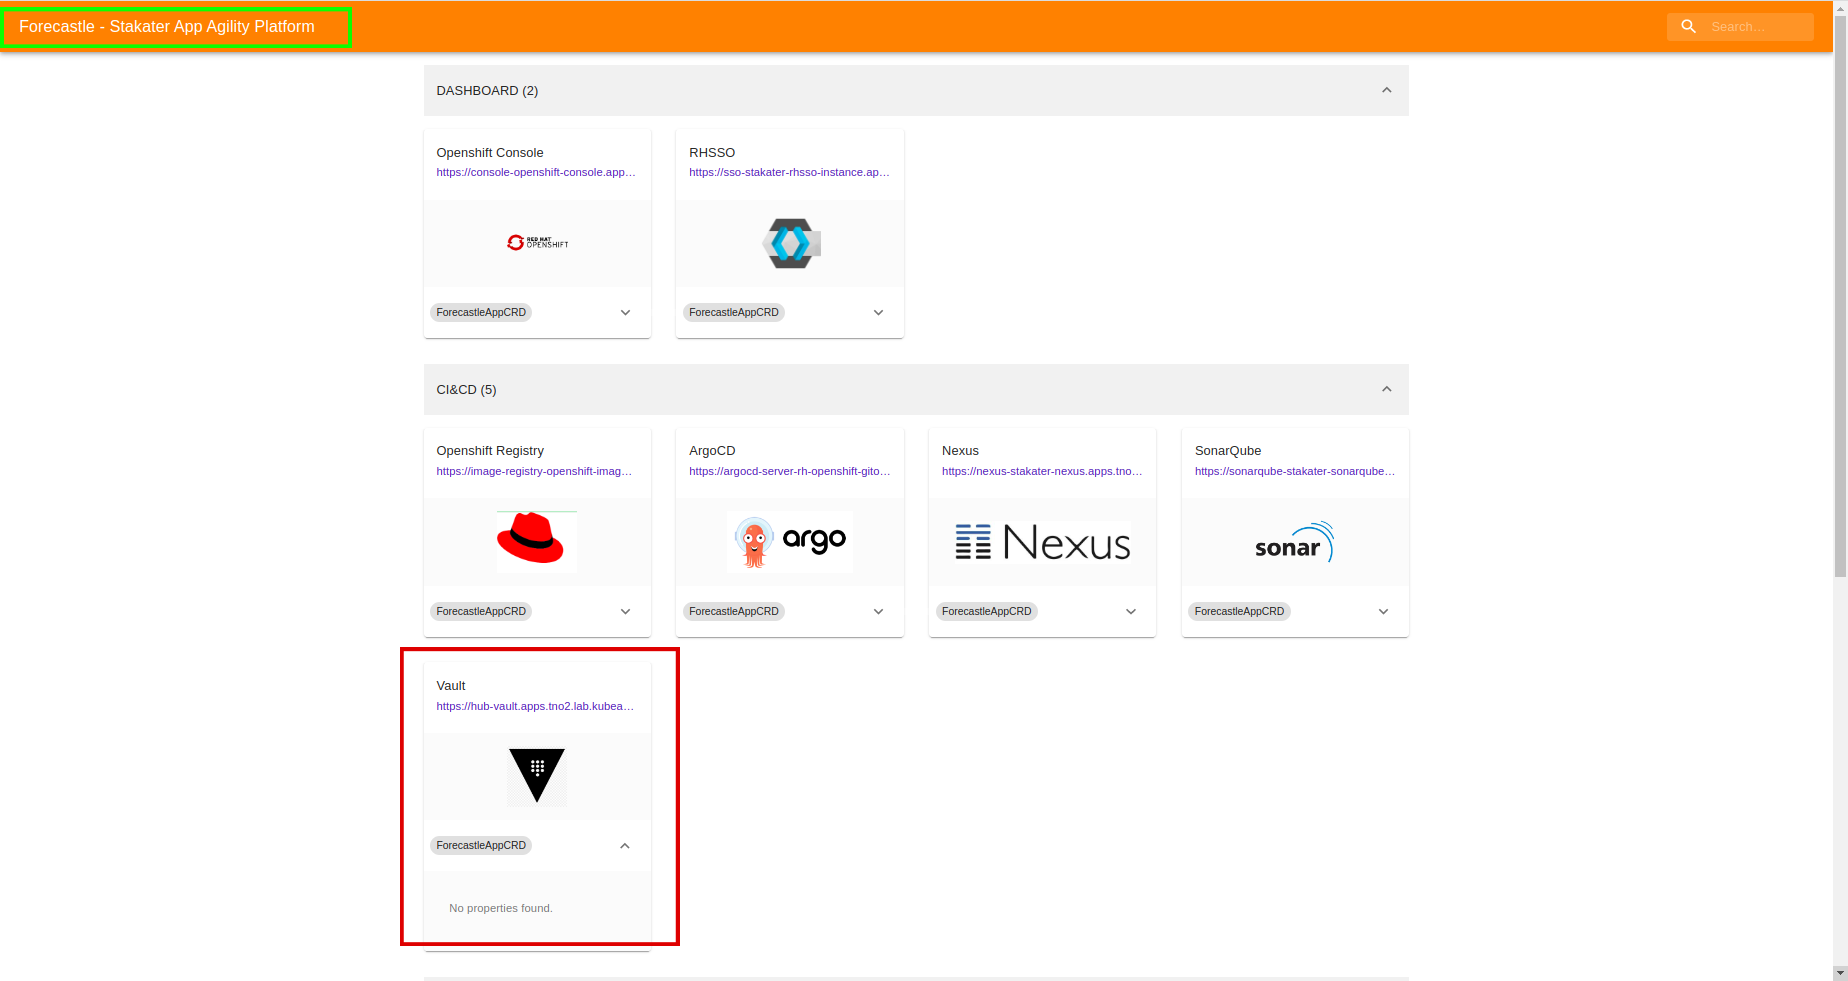 Forecastle - Stakater App Agility Platform
Search…
DASHBOARD (2)
Openshift Console
https://console-openshift-console.app…
RED HAT
OPENSHIFT
ForecastleAppCRD
RHSSO
https://sso-stakater-rhsso-instance.ap…
ForecastleAppCRD
CI&CD (5)
Openshift Registry
https://image-registry-openshift-imag…
ForecastleAppCRD
ArgoCD
https://argocd-server-rh-openshift-gito…
argo
ForecastleAppCRD
Nexus
https://nexus-stakater-nexus.apps.tno…
Nexus
ForecastleAppCRD
SonarQube
https://sonarqube-stakater-sonarqube…
sonar
ForecastleAppCRD
Vault
https://hub-vault.apps.tno2.lab.kubea…
ForecastleAppCRD
No properties found.